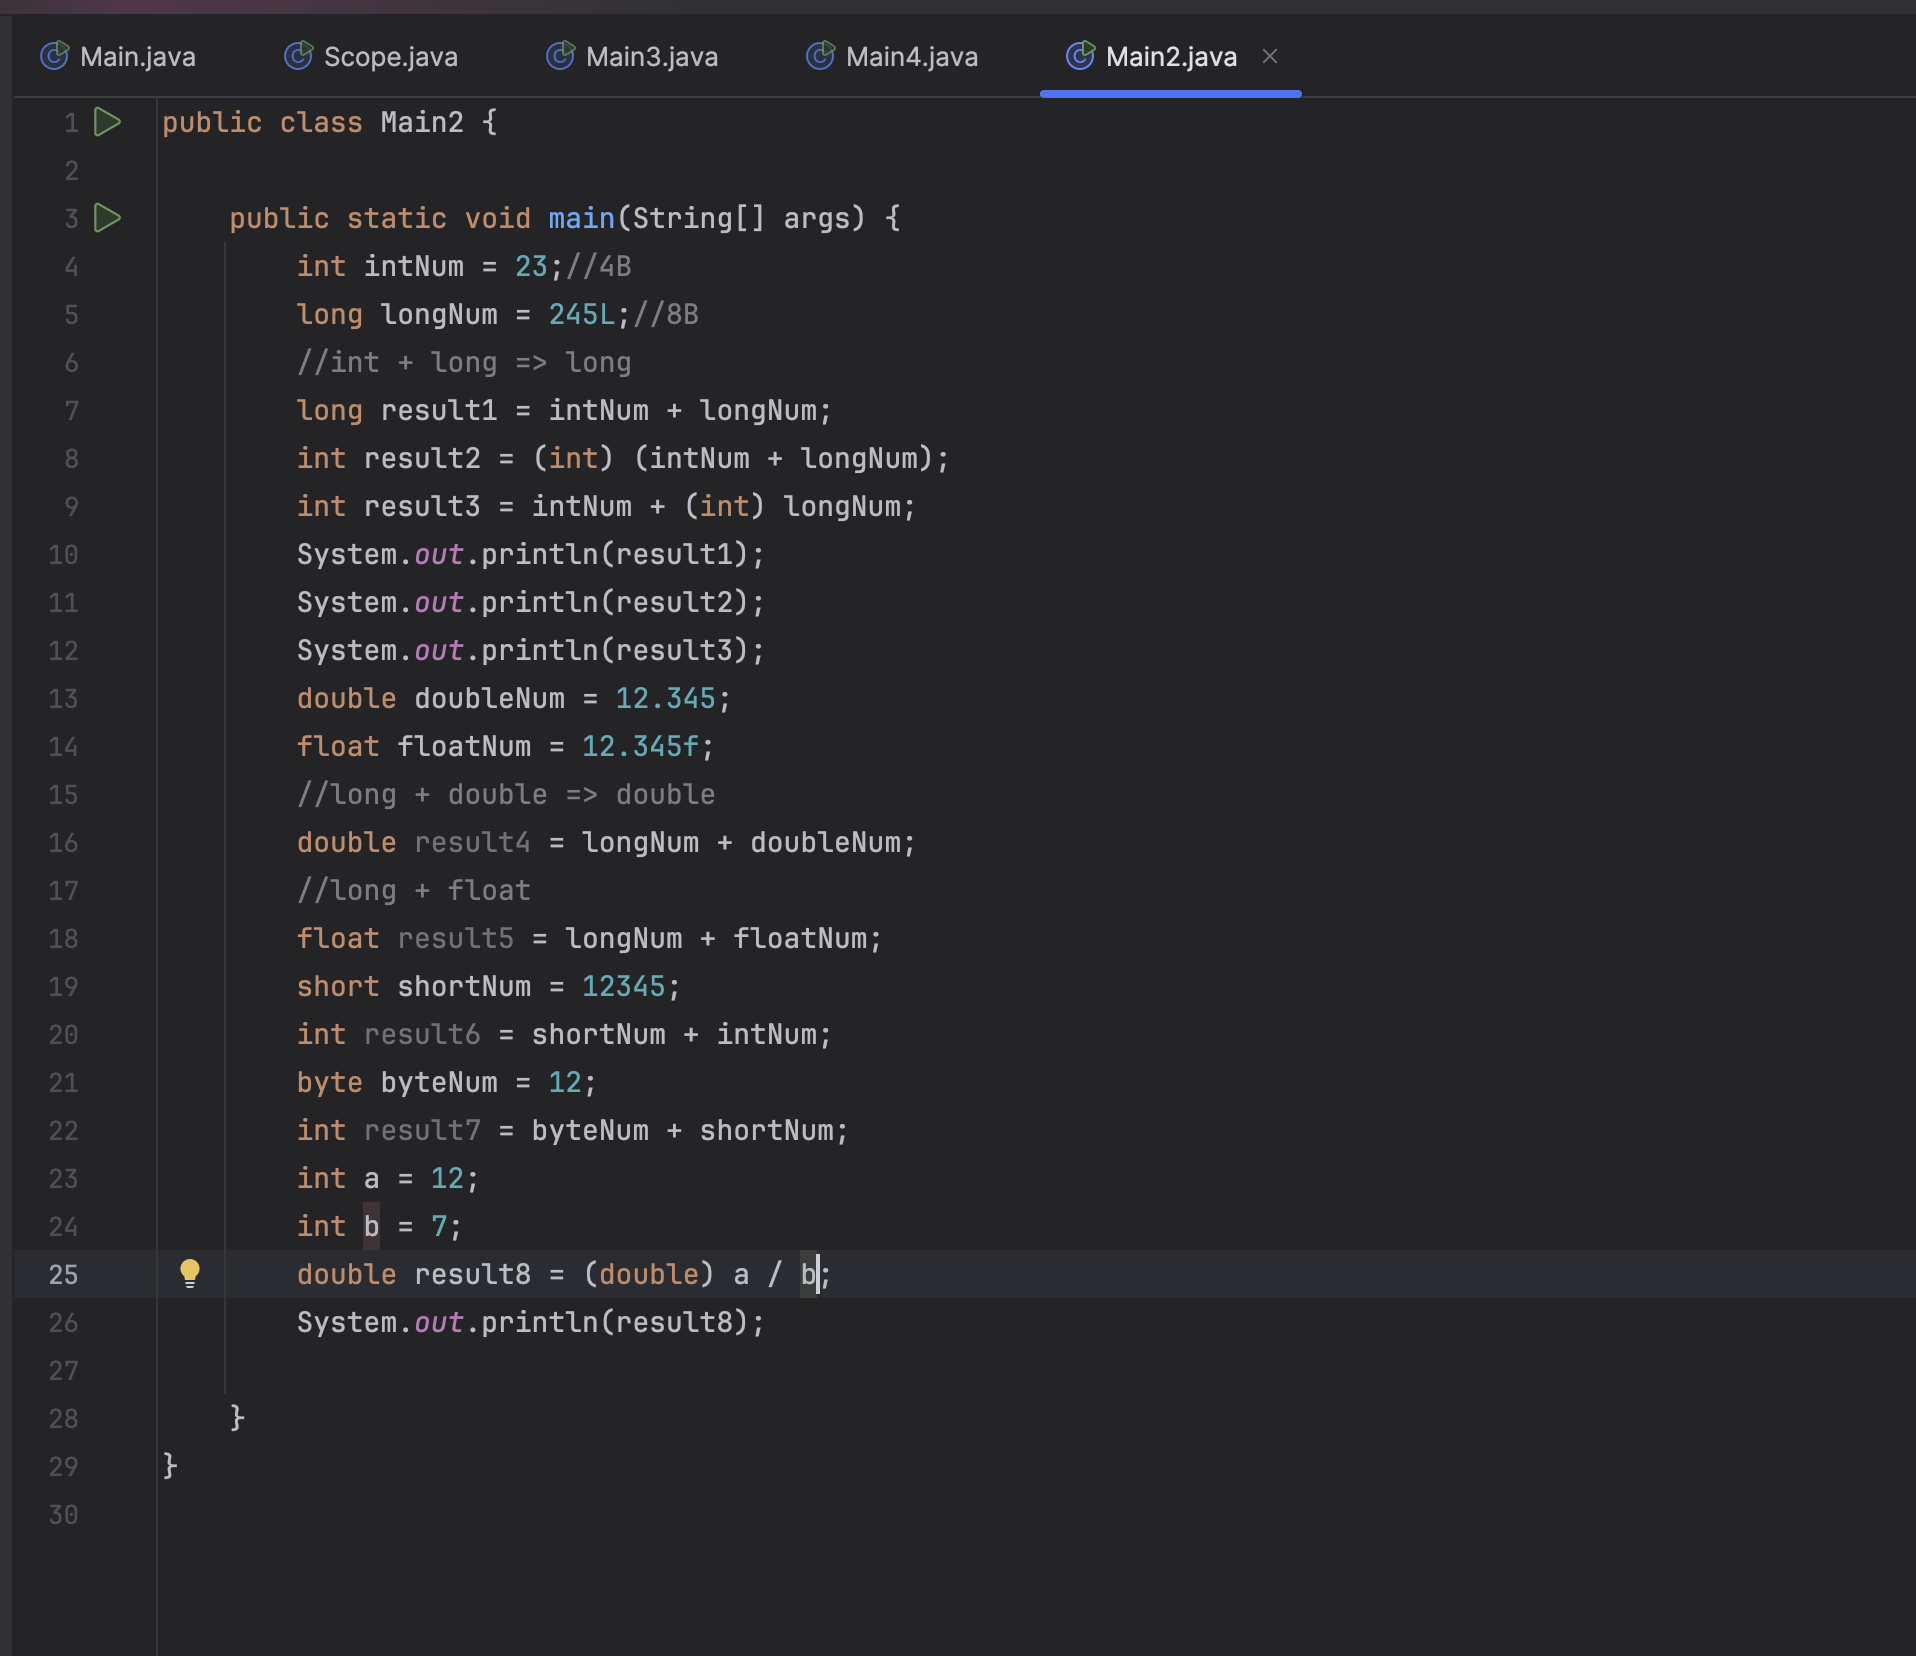 Main.java Scope.java Main3.java Main4.java Main2.java
1 public class Main2 {
2
3 public static void main(String[] args) {
4 int intNum = 23;//4B
5 long longNum = 245L;//8B
6 //int + long => long
7 long result1 = intNum + longNum;
8 int result2 = (int) (intNum + longNum);
9 int result3 = intNum + (int) longNum;
10 System.out.println(result1);
11 System.out.println(result2);
12 System.out.println(result3);
13 double doubleNum = 12.345;
14 float floatNum = 12.345f;
15 //long + double => double
16 double result4 = longNum + doubleNum;
17 //long + float
18 float result5 = longNum + floatNum;
19 short shortNum = 12345;
20 int result6 = shortNum + intNum;
21 byte byteNum = 12;
22 int result7 = byteNum + shortNum;
23 int a = 12;
24 int b = 7;
25 double result8 = (double) a / b;
26 System.out.println(result8);
27
28 }
29 }
30